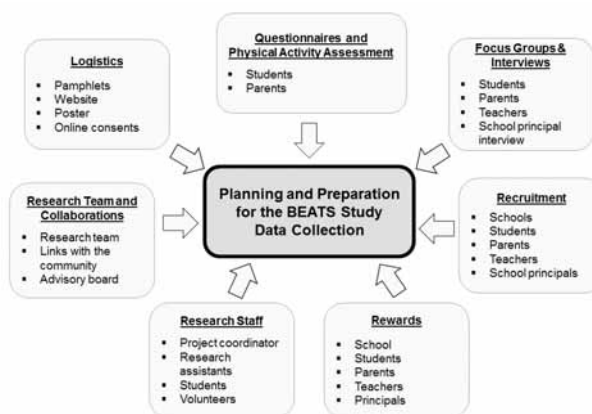 Questionnaires and
Physical Activity Assessment
Students
Parents
Logistics
Pamphlets
Website
Poster
Online consents
Focus Groups &
Interviews
Students
Parents
Teachers
School principal
interview
Planning and Preparation
for the BEATS Study
Data Collection
Research Team and
Collaborations
Research team
Links with the
community
Advisory board
Recruitment
Schools
Students
Parents
Teachers
School principals
Research Staff
Project coordinator
Research
assistants
Students
Volunteers
Rewards
School
Students
Parents
Teachers
Principals